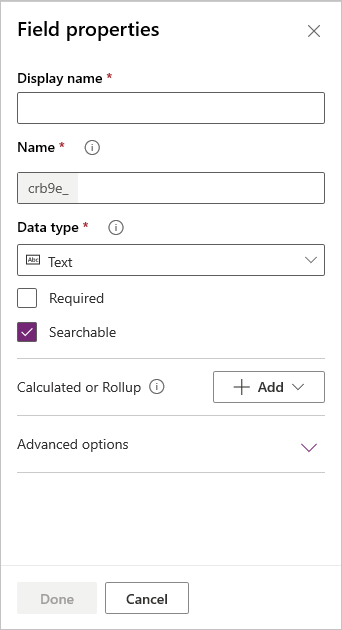 Field properties
Display name *
Name *
crb9e_
Data type *
Abc Text
Required
Searchable
Calculated or Rollup
Add
Advanced options
Done Cancel